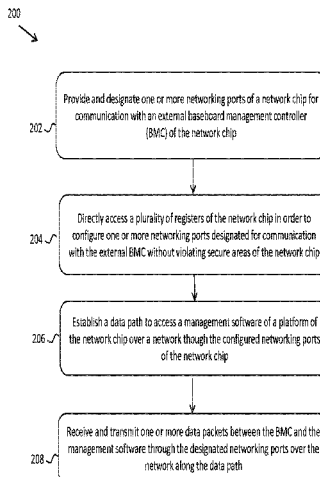 200
Provide and designate one or more networking ports of a network chip for
communication with an external baseboard management controller
(BMC) of the network chip
202
Directly access a plurality of registers of the network chip in order to
configure one or more networking ports designated for communication
with the external BMC without violating secure areas of the network chip
204
Establish a data path to access a management software of a platform of
the network chip over a network though the configured networking ports
of the network chip
206
Receive and transmit one or more data packets between the BMC and the
management software through the designated networking ports over the
network along the data path
208